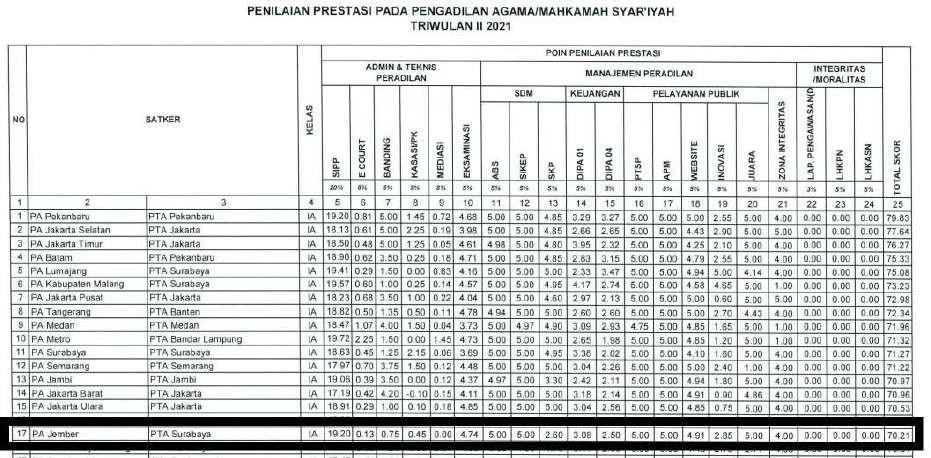 PENILAIAN PRESTASI PADA PENGADILAN AGAMA/MAHKAMAH SYAR'IYAH
TRIWULAN II 2021
NO SATKER KELAS POIN PENILAIAN PRESTASI TOTAL SKOR
ADMIN & TEKNIS PERADILAN MANAJEMEN PERADILAN INTEGRITAS /MORALITAS
SDM KEUANGAN PELAYANAN PUBLIK
SIPP E COURT BANDING KASASI/PK MEDIASI EKSAMINASI ABS SIKEP SKP DIPA 01 DIPA 04 PTSP APM WEBSITE INOVASI JUARA ZONA INTEGRITAS LAP. PENGAWASAN(D LHKPN LHKASN
20% 5% 5% 5% 5% 5% 5% 5% 5% 5% 5% 5% 5% 5% 5% 5% 5%
1 2 3 4 5 6 7 8 9 10 11 12 13 14 15 16 17 18 19 20 21 22 23 24 25
1 PA Pekanbaru PTA Pekanbaru IA 19.20 0.81 5.00 1.45 0.72 4.68 5.00 5.00 4.85 3.29 3.27 5.00 5.00 5.00 2.55 5.00 4.00 0.00 0.00 0.00 79.83
2 PA Jakarta Selatan PTA Jakarta IA 18.13 0.61 5.00 2.25 0.19 3.98 5.00 5.00 4.85 2.66 2.65 5.00 5.00 4.43 2.90 5.00 5.00 0.00 0.00 0.00 77.64
3 PA Jakarta Timur PTA Jakarta IA 18.50 0.48 5.00 1.25 0.05 4.61 4.98 5.00 4.80 3.95 2.32 5.00 5.00 4.25 2.10 5.00 4.00 0.00 0.00 0.00 76.27
4 PA Batam PTA Pekanbaru IA 18.90 0.62 3.50 0.25 0.18 4.71 5.00 5.00 4.85 2.83 3.15 5.00 5.00 4.79 2.55 5.00 4.00 0.00 0.00 0.00 75.33
5 PA Lumajang PTA Surabaya IA 19.41 0.29 1.50 0.00 0.83 4.16 5.00 5.00 5.00 2.33 3.47 5.00 5.00 4.94 5.00 4.14 4.00 0.00 0.00 0.00 75.08
6 PA Kabupaten Malang PTA Surabaya IA 19.57 0.60 1.00 0.25 0.14 4.57 5.00 5.00 4.95 4.17 2.74 5.00 5.00 4.58 4.65 5.00 1.00 0.00 0.00 0.00 73.23
7 PA Jakarta Pusat PTA Jakarta IA 18.23 0.68 3.50 1.00 0.22 4.04 5.00 5.00 4.60 2.97 2.13 5.00 5.00 5.00 0.60 5.00 5.00 0.00 0.00 0.00 72.98
8 PA Tangerang PTA Banten IA 18.82 0.50 1.35 0.50 0.11 4.78 4.94 5.00 5.00 2.60 2.60 5.00 5.00 5.00 2.70 4.43 4.00 0.00 0.00 0.00 72.34
9 PA Medan PTA Medan IA 18.47 1.07 4.00 1.50 0.04 3.73 5.00 4.97 4.90 3.09 2.93 4.75 5.00 4.85 1.65 5.00 1.00 0.00 0.00 0.00 71.96
10 PA Metro PTA Bandar Lampung IA 19.72 2.25 1.50 0.00 1.45 4.73 5.00 5.00 5.00 2.65 1.98 5.00 5.00 4.85 1.20 5.00 1.00 0.00 0.00 0.00 71.32
11 PA Surabaya PTA Surabaya IA 18.63 0.45 1.25 2.15 0.06 3.69 5.00 5.00 4.95 3.38 2.02 5.00 5.00 4.10 1.60 5.00 4.00 0.00 0.00 0.00 71.27
12 PA Semarang PTA Semarang IA 17.97 0.70 3.75 1.50 0.12 4.48 5.00 5.00 5.00 3.04 2.26 5.00 5.00 5.00 2.40 1.00 4.00 0.00 0.00 0.00 71.22
13 PA Jambi PTA Jambi IA 19.06 0.39 3.50 0.00 0.12 4.37 4.97 5.00 3.30 2.42 2.11 5.00 5.00 4.94 1.80 5.00 4.00 0.00 0.00 0.00 70.97
14 PA Jakarta Barat PTA Jakarta IA 17.19 0.42 4.20 -0.10 0.15 4.11 5.00 5.00 5.00 3.18 2.14 5.00 5.00 4.91 0.90 4.86 4.00 0.00 0.00 0.00 70.96
15 PA Jakarta Utara PTA Jakarta IA 18.91 0.29 1.00 0.10 0.18 4.85 5.00 5.00 5.00 3.04 2.56 5.00 5.00 4.85 0.75 5.00 4.00 0.00 0.00 0.00 70.53
17 PA Jember PTA Surabaya IA 19.20 0.13 0.75 0.45 0.00 4.74 5.00 5.00 2.60 3.08 2.50 5.00 5.00 4.91 2.85 5.00 4.00 0.00 0.00 0.00 70.21